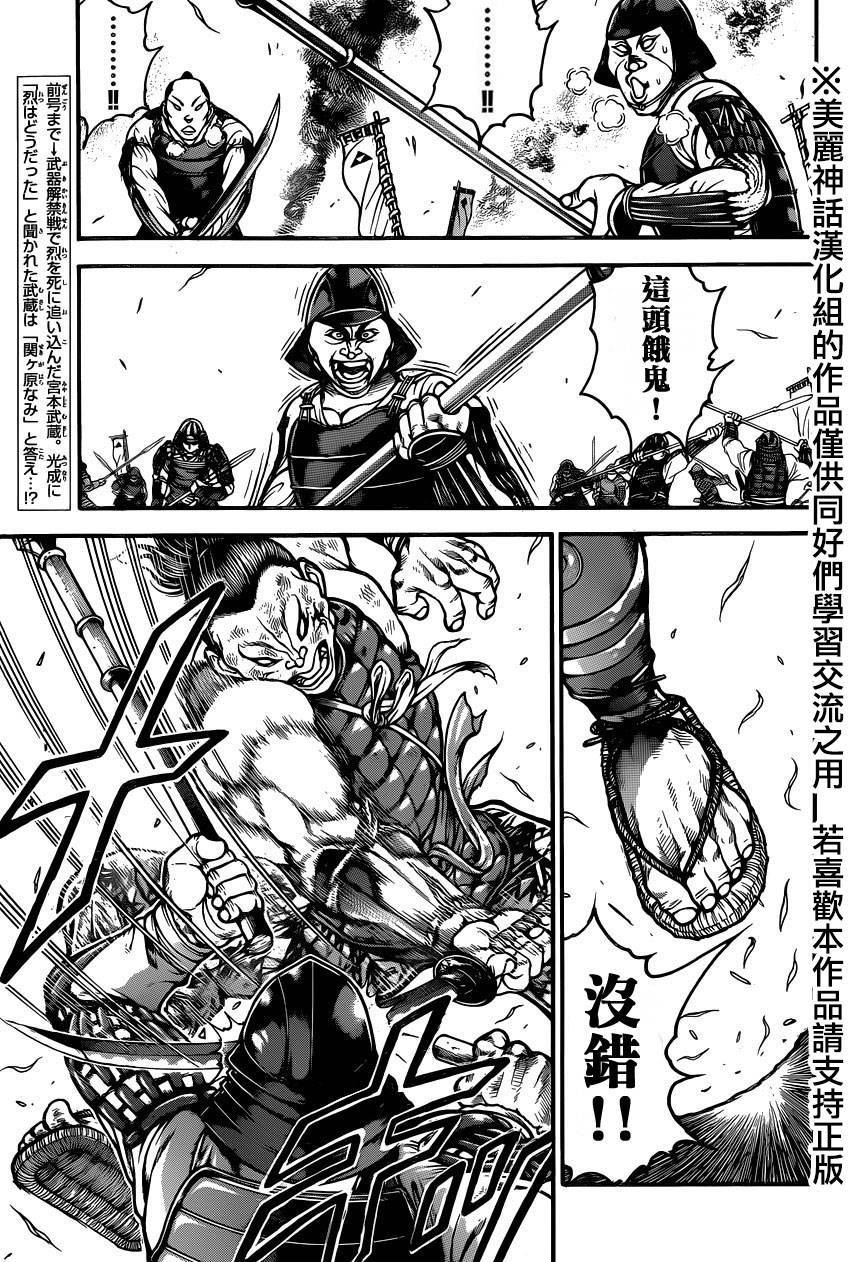 ※美麗神話漢化組的作品僅供同好們學習交流之用 若喜歡本作品請支持正版
………!!
………!!
這頭餓鬼！
沒錯!!
前号まで→武器解禁戦で烈を死に追い込んだ宮本武蔵。光成に
「烈はどうだった」と聞かれた武蔵は「関ヶ原なみ」と答え…!?